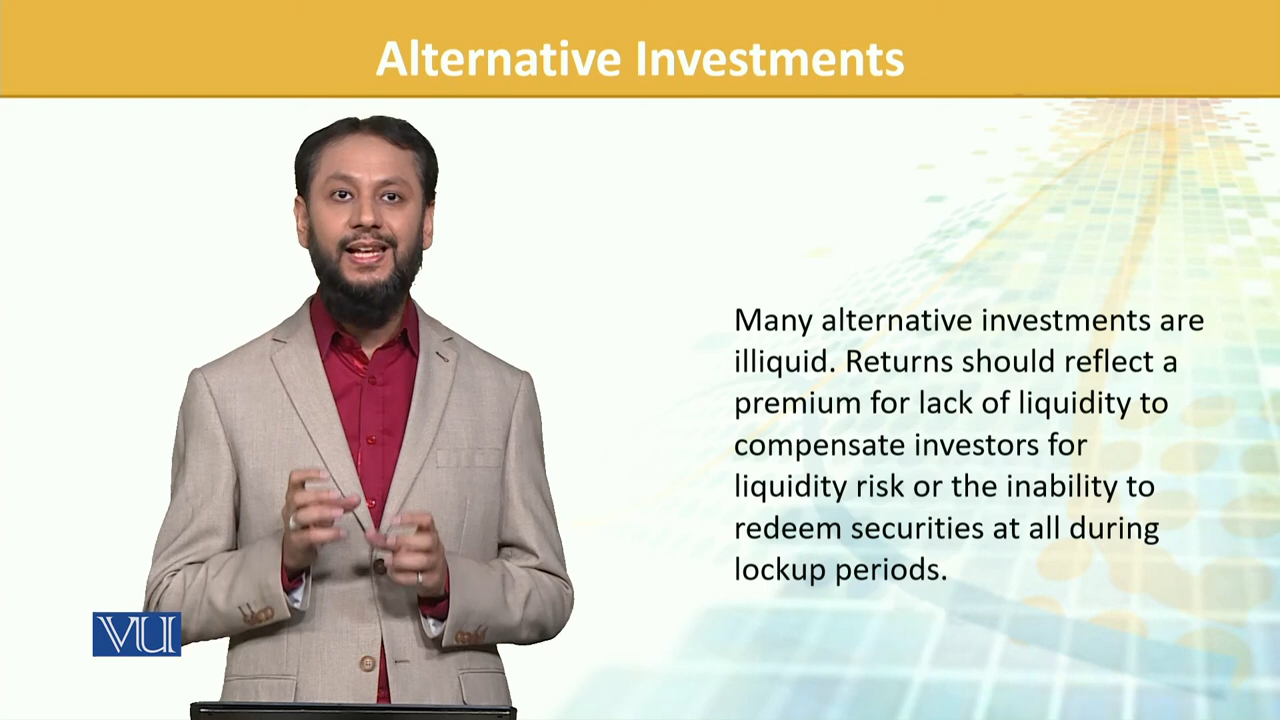 Alternative Investments
Many alternative investments are
illiquid. Returns should reflect a
premium for lack of liquidity to
compensate investors for
liquidity risk or the inability to
redeem securities at all during
lockup periods.
VU